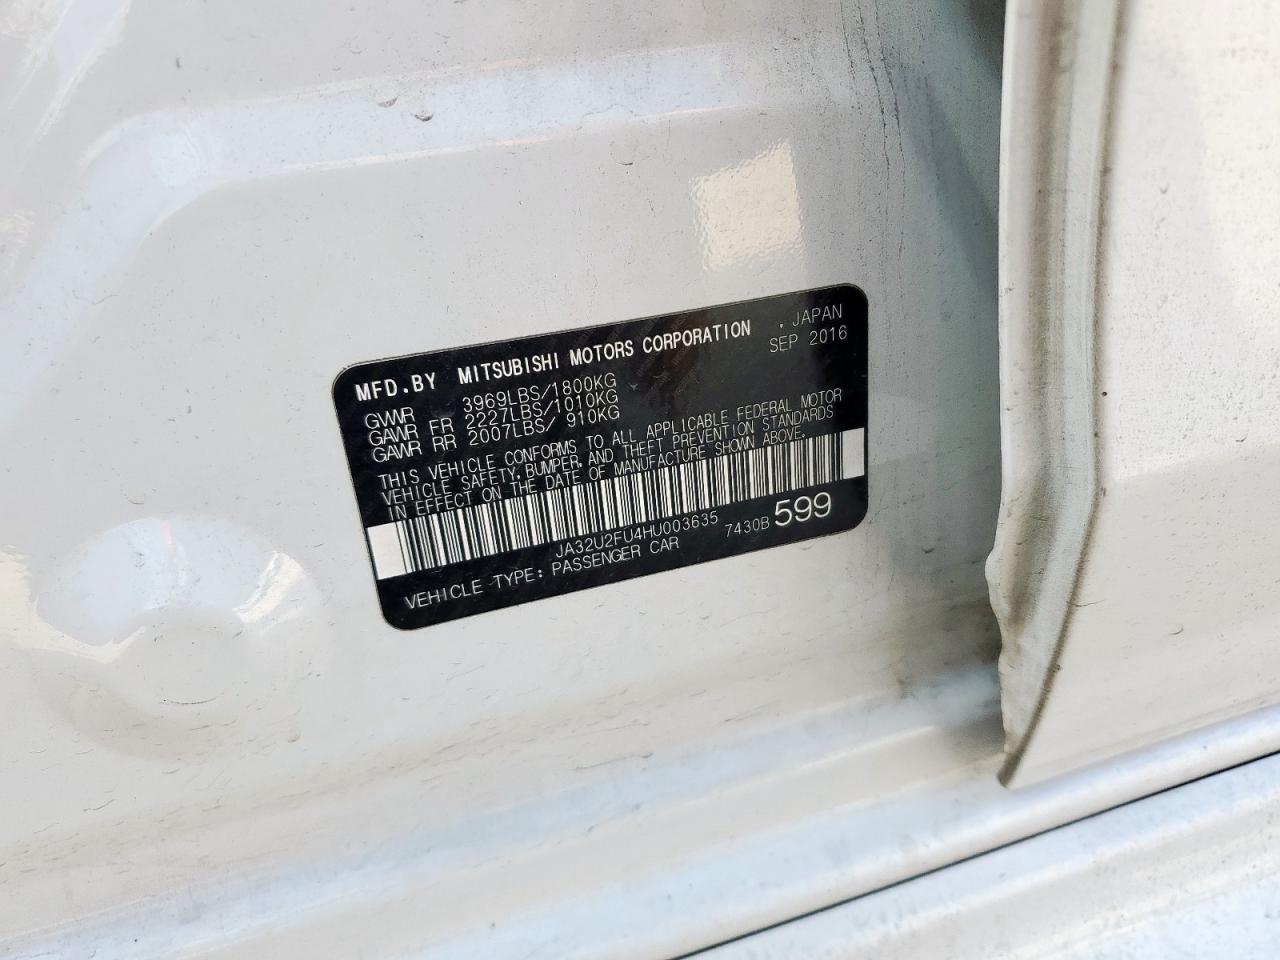 MFD.BY MITSUBISHI MOTORS CORPORATION . JAPAN
SEP 2016
GVWR 3969LBS/1800KG
GAWR FR 2227LBS/1010KG
GAWR RR 2007LBS/ 910KG
THIS VEHICLE CONFORMS TO ALL APPLICABLE FEDERAL MOTOR
VEHICLE SAFETY, BUMPER, AND THEFT PREVENTION STANDARDS
IN EFFECT ON THE DATE OF MANUFACTURE SHOWN ABOVE.
JA32U2FU4HU003635 7430B 599
VEHICLE TYPE: PASSENGER CAR